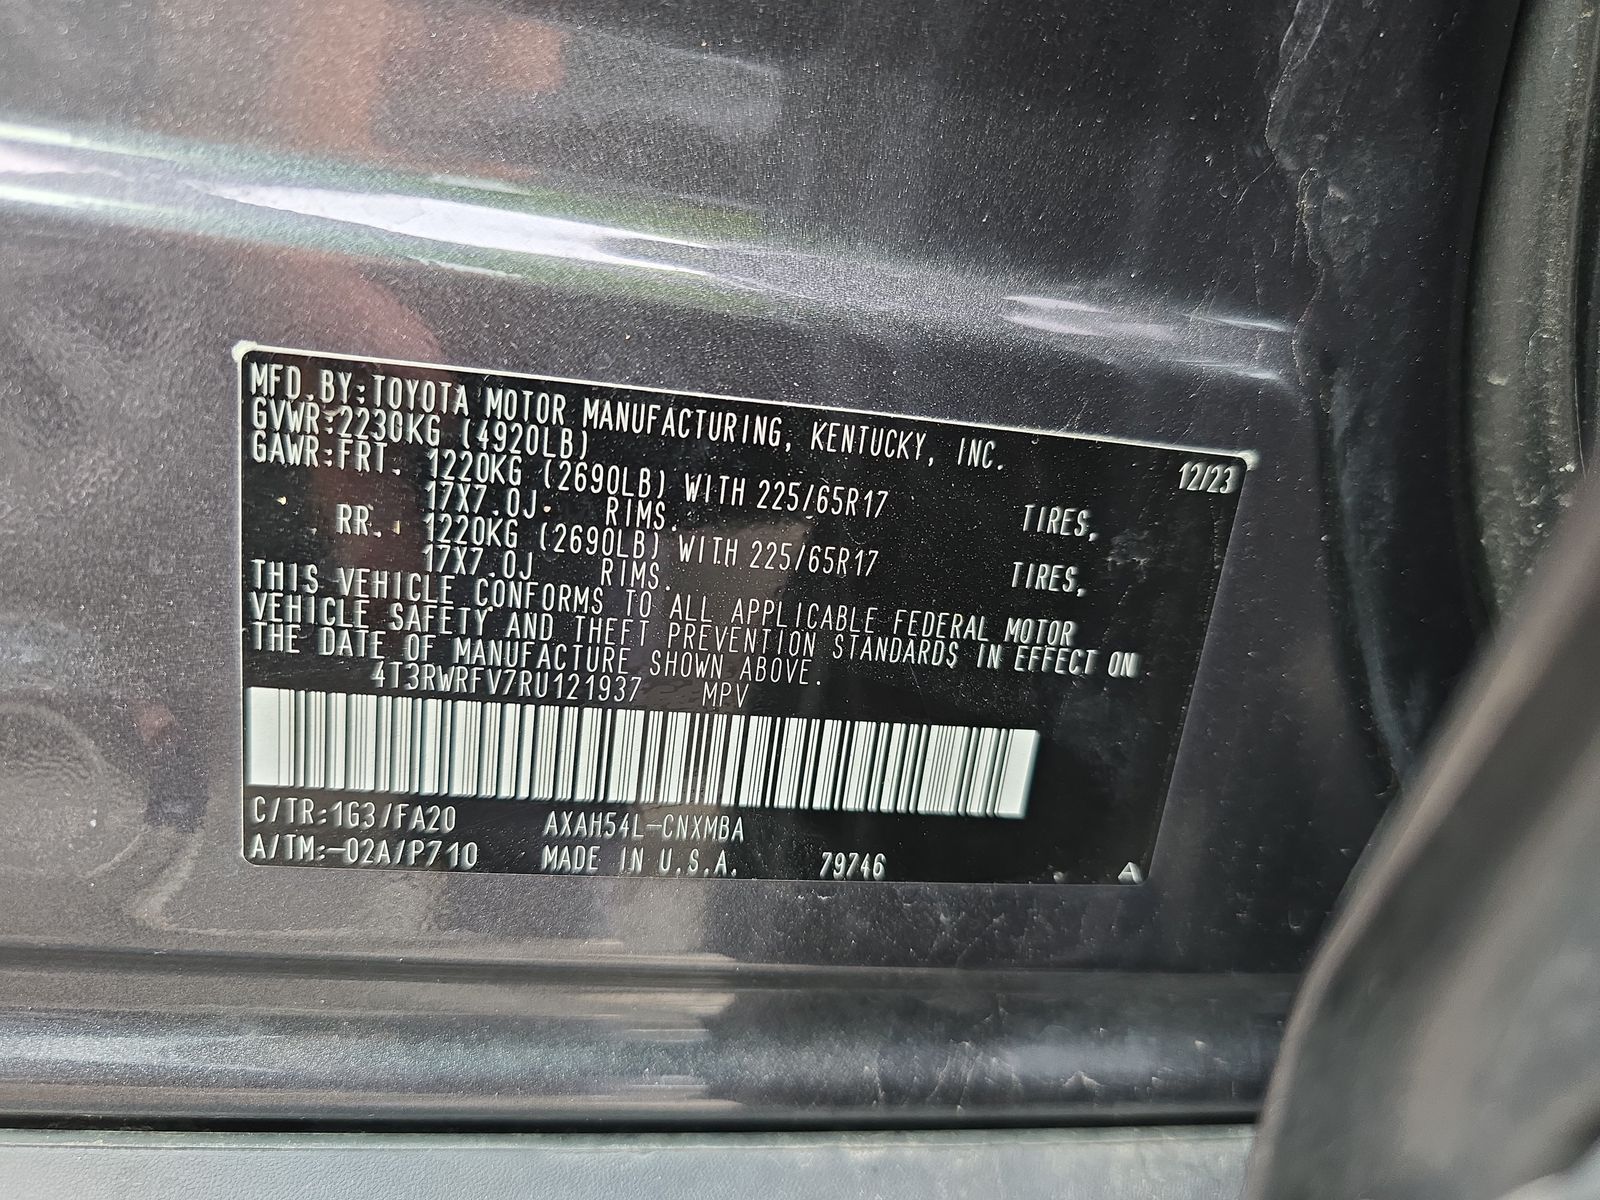 MFD. BY: TOYOTA MOTOR MANUFACTURING, KENTUCKY, INC.
GVWR: 2230KG (4920LB) 12/23
GAWR: FRT. 1220KG (2690LB) WITH 225/65R17 TIRES,
17X7.0J RIMS.
RR. 1220KG (2690LB) WITH 225/65R17 TIRES,
17X7.0J RIMS.
THIS VEHICLE CONFORMS TO ALL APPLICABLE FEDERAL MOTOR
VEHICLE SAFETY AND THEFT PREVENTION STANDARDS IN EFFECT ON
THE DATE OF MANUFACTURE SHOWN ABOVE.
4T3RWRFV7RU121937 MPV
C/TR:1G3/FA20 AXAH54L-CNXMBA
A/TM:-02A/P710 MADE IN U.S.A. 79746 A